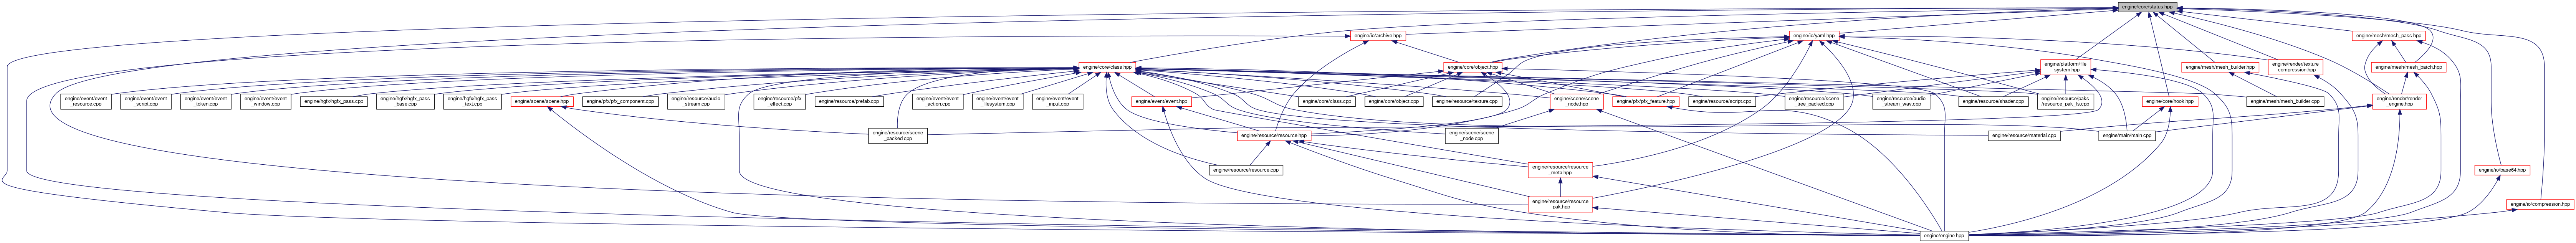 engine/core/status.hpp
engine/io/archive.hpp
engine/io/yaml.hpp
engine/mesh/mesh_pass.hpp
engine/core/class.hpp
engine/core/object.hpp
engine/platform/file
_system.hpp
engine/mesh/mesh_builder.hpp
engine/render/texture
_compression.hpp
engine/mesh/mesh_batch.hpp
engine/event/event
_resource.cpp
engine/event/event
_script.cpp
engine/event/event
_token.cpp
engine/event/event
_window.cpp
engine/hgfx/hgfx_pass.cpp
engine/hgfx/hgfx_pass
_base.cpp
engine/hgfx/hgfx_pass
_text.cpp
engine/scene/scene.hpp
engine/pfx/pfx_component.cpp
engine/resource/audio
_stream.cpp
engine/resource/pfx
_effect.cpp
engine/resource/prefab.cpp
engine/event/event
_action.cpp
engine/event/event
_filesystem.cpp
engine/event/event
_input.cpp
engine/event/event.hpp
engine/core/class.cpp
engine/core/object.cpp
engine/resource/texture.cpp
engine/scene/scene
_node.hpp
engine/pfx/pfx_feature.hpp
engine/resource/script.cpp
engine/resource/scene
_tree_packed.cpp
engine/resource/audio
_stream_wav.cpp
engine/resource/shader.cpp
engine/resource/paks
/resource_pak_fs.cpp
engine/core/hook.hpp
engine/mesh/mesh_builder.cpp
engine/render/render
_engine.hpp
engine/resource/scene
_packed.cpp
engine/resource/resource.hpp
engine/scene/scene
_node.cpp
engine/resource/material.cpp
engine/main/main.cpp
engine/resource/resource.cpp
engine/resource/resource
_meta.hpp
engine/io/base64.hpp
engine/resource/resource
_pak.hpp
engine/io/compression.hpp
engine/engine.hpp